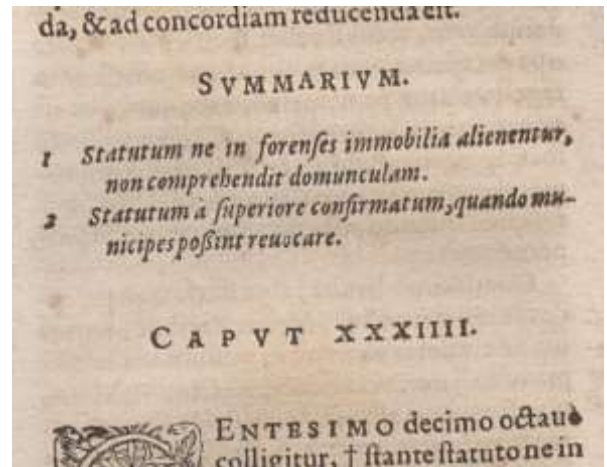 da, & ad concordiam reducenda est.
SVMMARIVM.
1 Statutum ne in forenses immobilia alienentur,
non comprehendit domunculam.
2 Statutum à superiore confirmatum, quando mu-
nicipes possint reuocare.
CAPVT XXXIIII.
CENTESIMO decimo octauo
colligitur, † stante statuto ne in